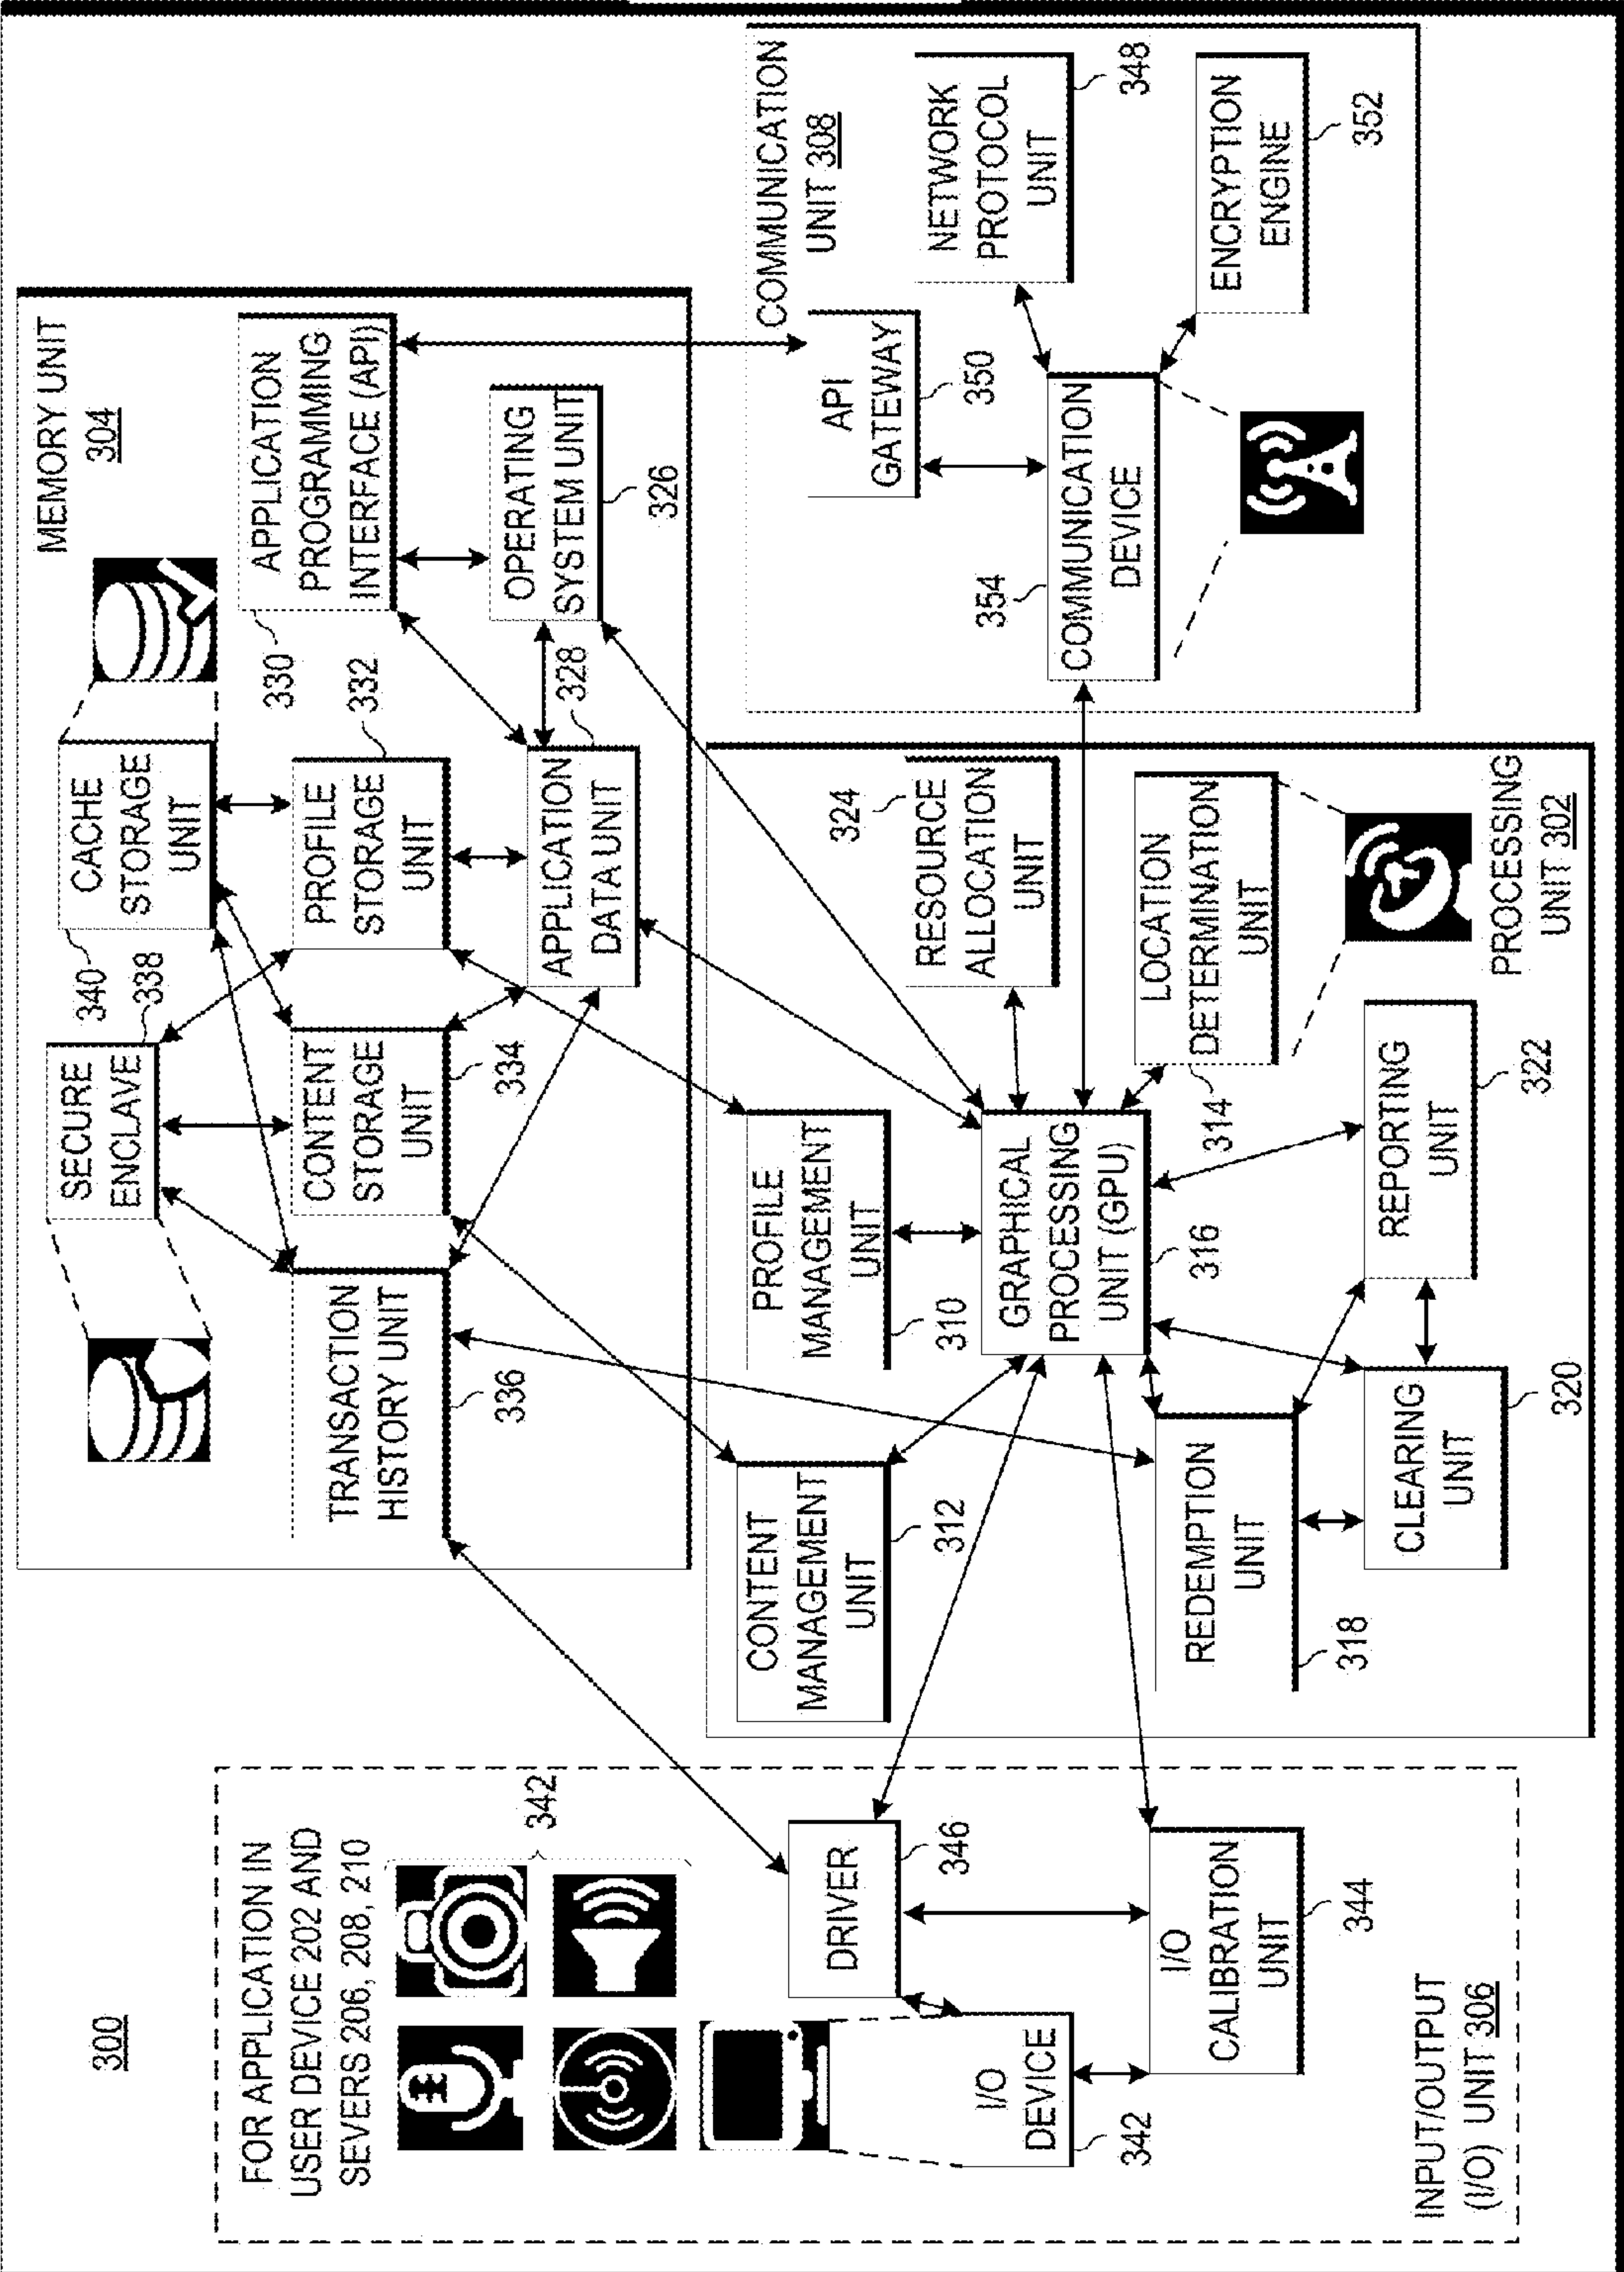 300
FOR APPLICATION IN
USER DEVICE 202 AND
SEVERS 206, 208, 210
342
I/O
DEVICE
342
DRIVER
346
I/O
CALIBRATION
UNIT
344
INPUT/OUTPUT
(I/O) UNIT 306
MEMORY UNIT
304
SECURE
ENCLAVE
338
CACHE
STORAGE
UNIT
340
TRANSACTION
HISTORY UNIT
336
CONTENT
STORAGE
UNIT
334
PROFILE
STORAGE
UNIT
332
APPLICATION
PROGRAMMING
INTERFACE (API)
330
APPLICATION
DATA UNIT
328
OPERATING
SYSTEM UNIT
326
CONTENT
MANAGEMENT
UNIT
312
PROFILE
MANAGEMENT
UNIT
310
RESOURCE
ALLOCATION
UNIT
324
GRAPHICAL
PROCESSING
UNIT (GPU)
316
LOCATION
DETERMINATION
UNIT
314
REDEMPTION
UNIT
318
CLEARING
UNIT
320
REPORTING
UNIT
322
PROCESSING
UNIT 302
COMMUNICATION
UNIT 308
API
GATEWAY
350
NETWORK
PROTOCOL
UNIT
348
COMMUNICATION
DEVICE
354
ENCRYPTION
ENGINE
352